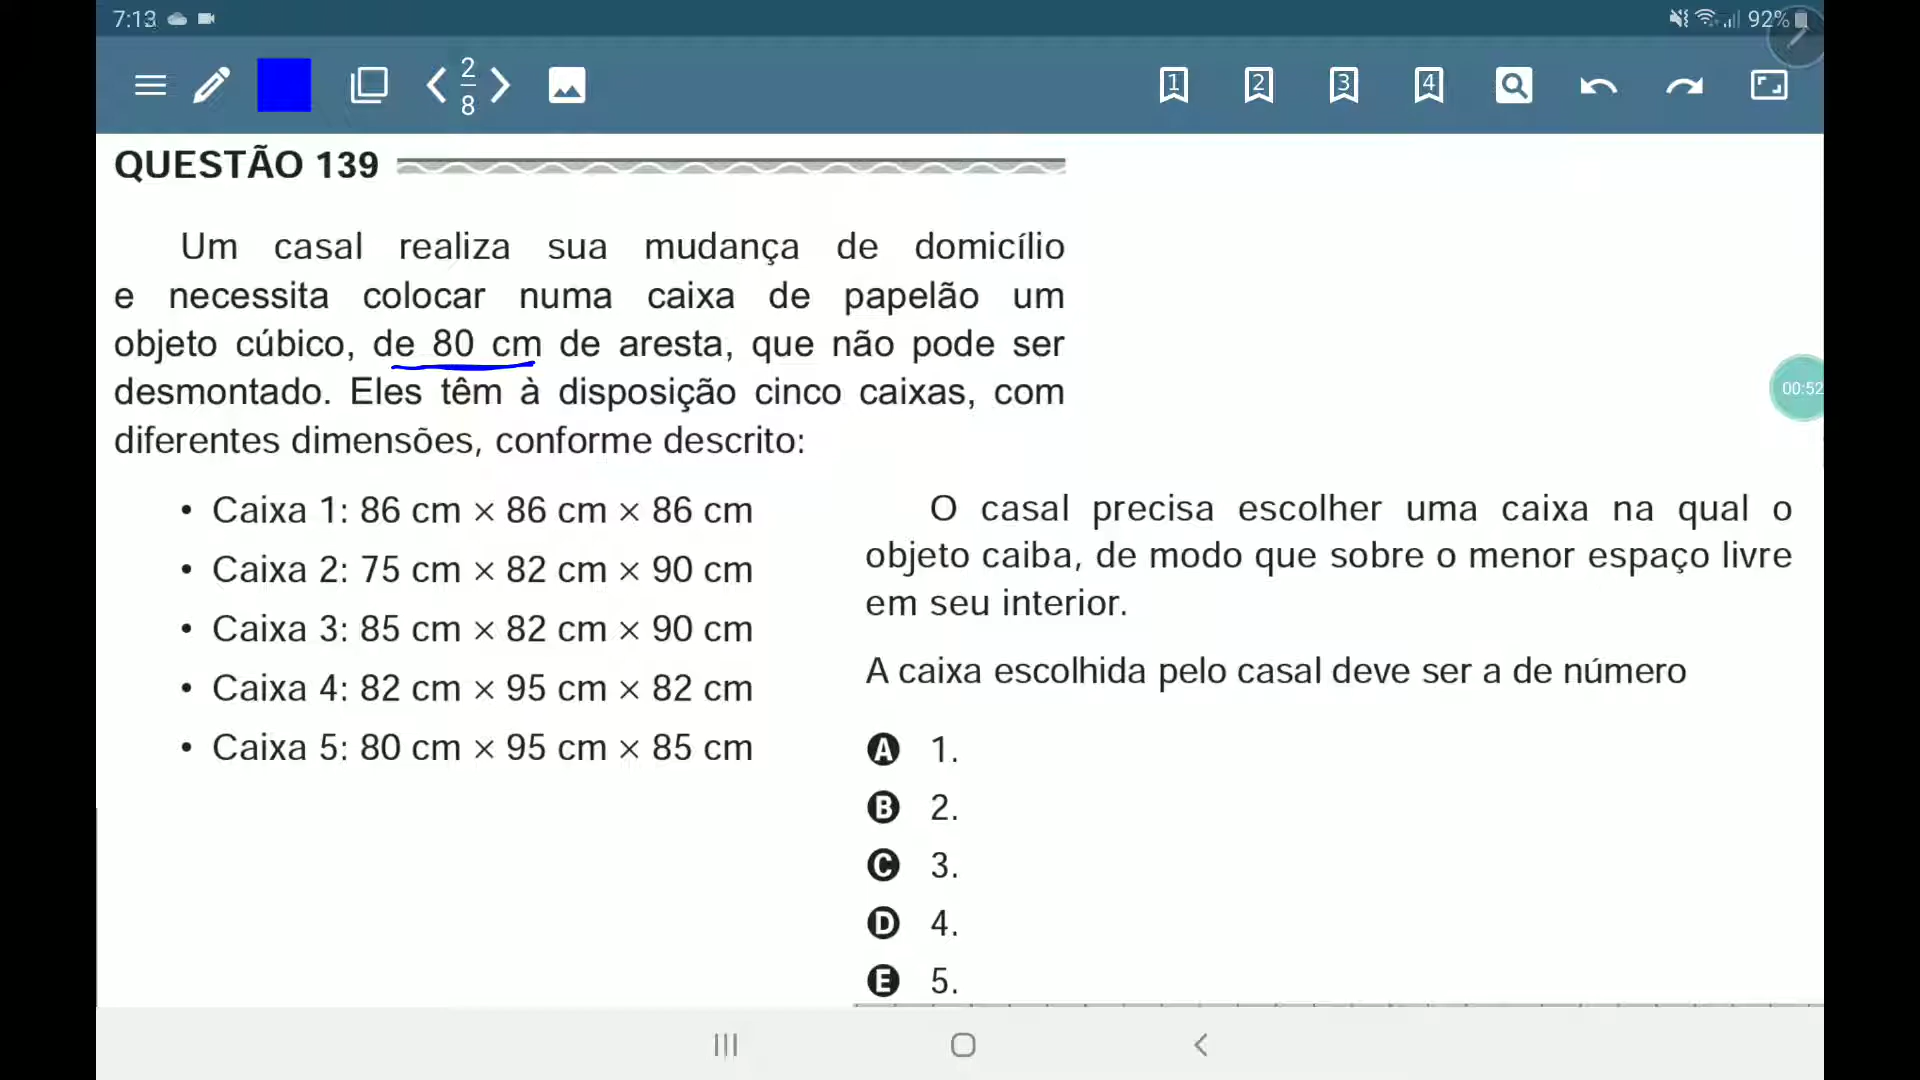 7:13
92%
2
8
1
2
3
4
QUESTÃO 139
Um casal realiza sua mudança de domicílio
e necessita colocar numa caixa de papelão um
objeto cúbico, de 80 cm de aresta, que não pode ser
desmontado. Eles têm à disposição cinco caixas, com
diferentes dimensões, conforme descrito:
• Caixa 1: 86 cm × 86 cm × 86 cm
• Caixa 2: 75 cm × 82 cm × 90 cm
• Caixa 3: 85 cm × 82 cm × 90 cm
• Caixa 4: 82 cm × 95 cm × 82 cm
• Caixa 5: 80 cm × 95 cm × 85 cm
00:52
O casal precisa escolher uma caixa na qual o
objeto caiba, de modo que sobre o menor espaço livre
em seu interior.
A caixa escolhida pelo casal deve ser a de número
A 1.
B 2.
C 3.
D 4.
E 5.